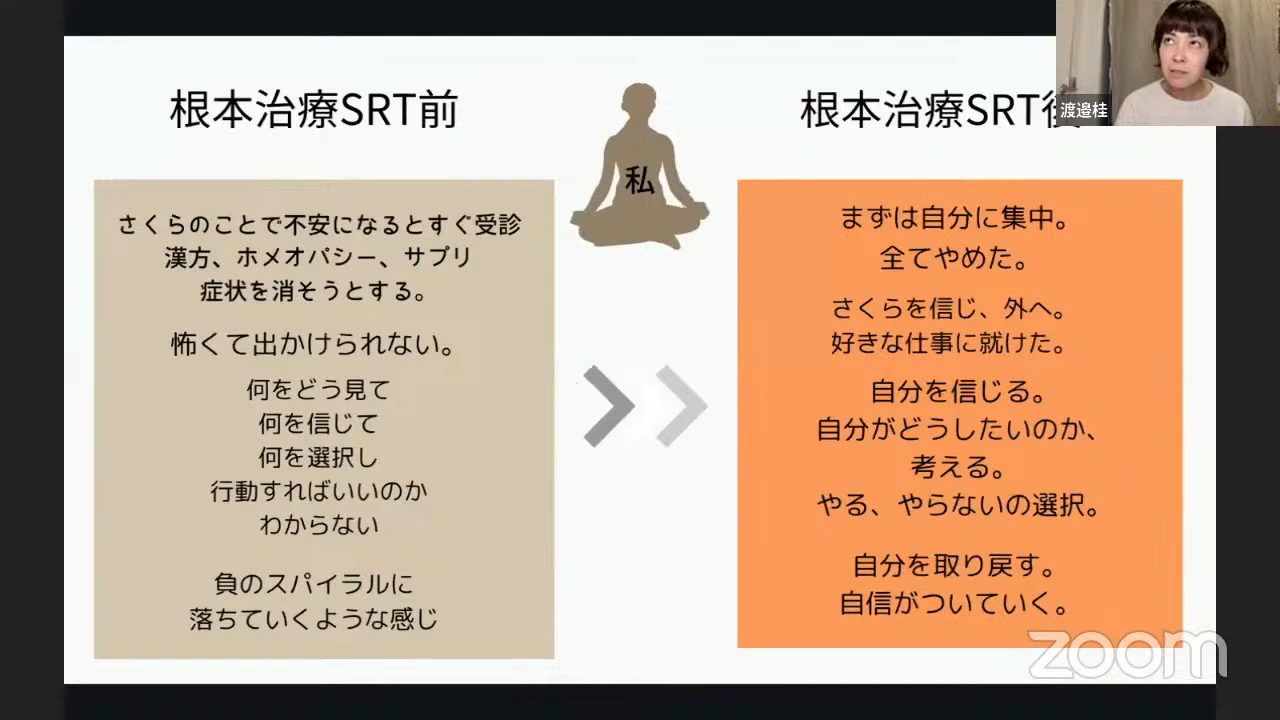 根本治療SRT前
さくらのことで不安になるとすぐ受診
漢方、ホメオパシー、サプリ
症状を消そうとする。
怖くて出かけられない。
何をどう見て
何を信じて
何を選択し
行動すればいいのか
わからない
負のスパイラルに
落ちていくような感じ
私
根本治療SRT後
まずは自分に集中。
全てやめた。
さくらを信じ、外へ。
好きな仕事に就けた。
自分を信じる。
自分がどうしたいのか、
考える。
やる、やらないの選択。
自分を取り戻す。
自信がついていく。
渡邉桂
zoom